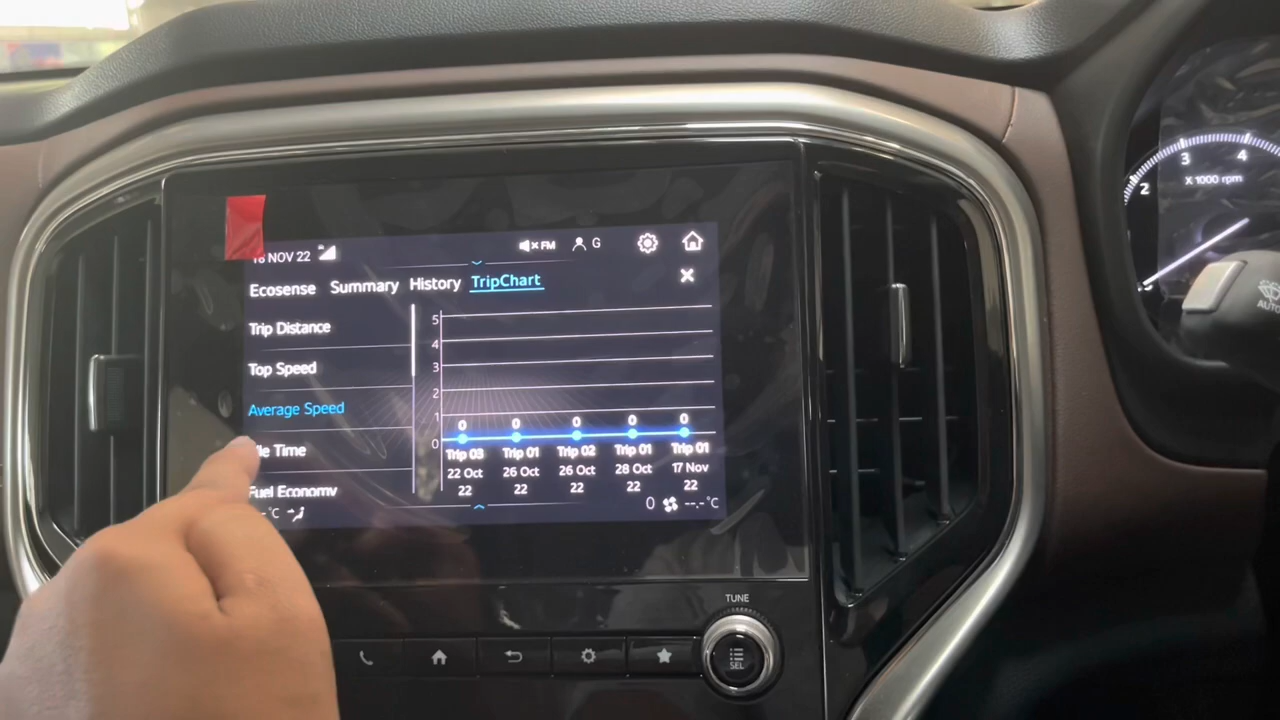 18 NOV 22
FM
G
Ecosense Summary History TripChart
Trip Distance
Top Speed
Average Speed
Idle Time
Fuel Economy
5
4
3
2
1
0
0 0 0 0 0
Trip 03 Trip 01 Trip 02 Trip 01 Trip 01
22 Oct 26 Oct 26 Oct 28 Oct 17 Nov
22 22 22 22 22
-°C
0 --.-°C
TUNE
SEL
2 3 4
X 1000 rpm
AUTO